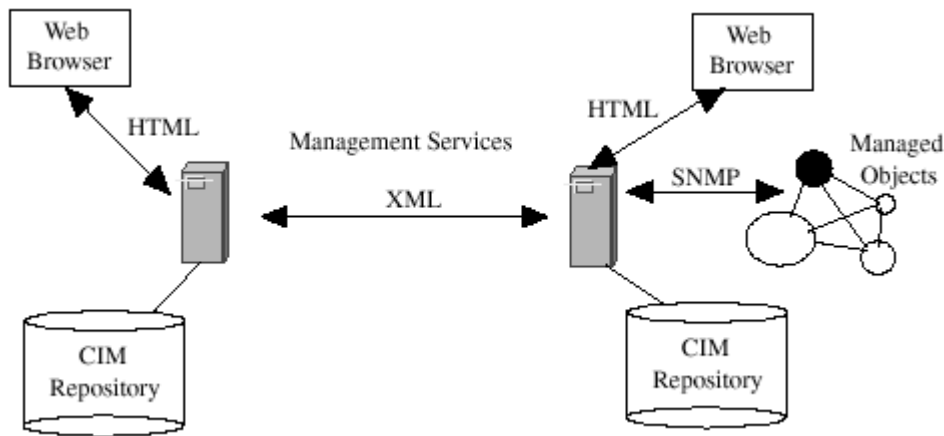 Web
Browser
Web
Browser
HTML
HTML
Management Services
Managed
Objects
SNMP
XML
CIM
Repository
CIM
Repository